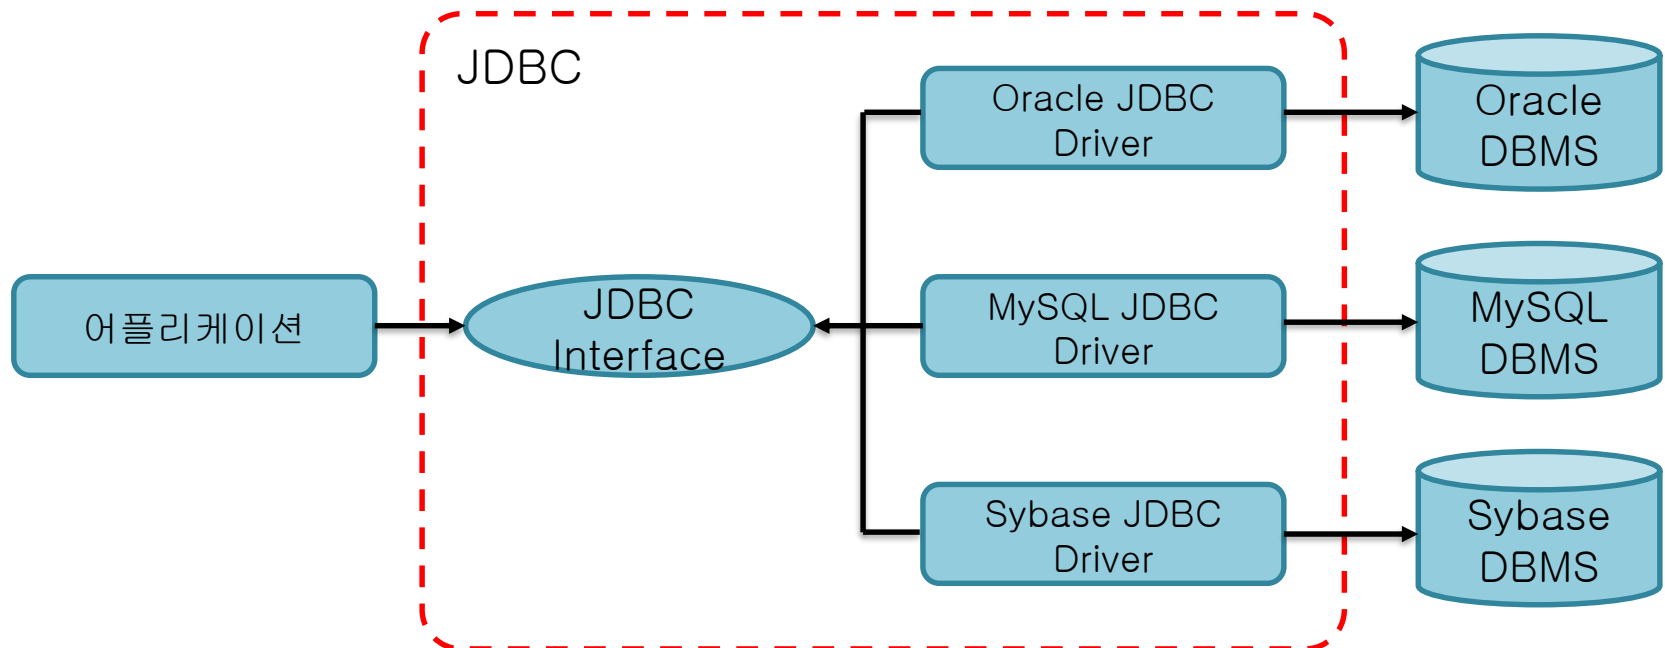 JDBC
Oracle JDBC
Driver
Oracle
DBMS
어플리케이션
JDBC
Interface
MySQL JDBC
Driver
MySQL
DBMS
Sybase JDBC
Driver
Sybase
DBMS